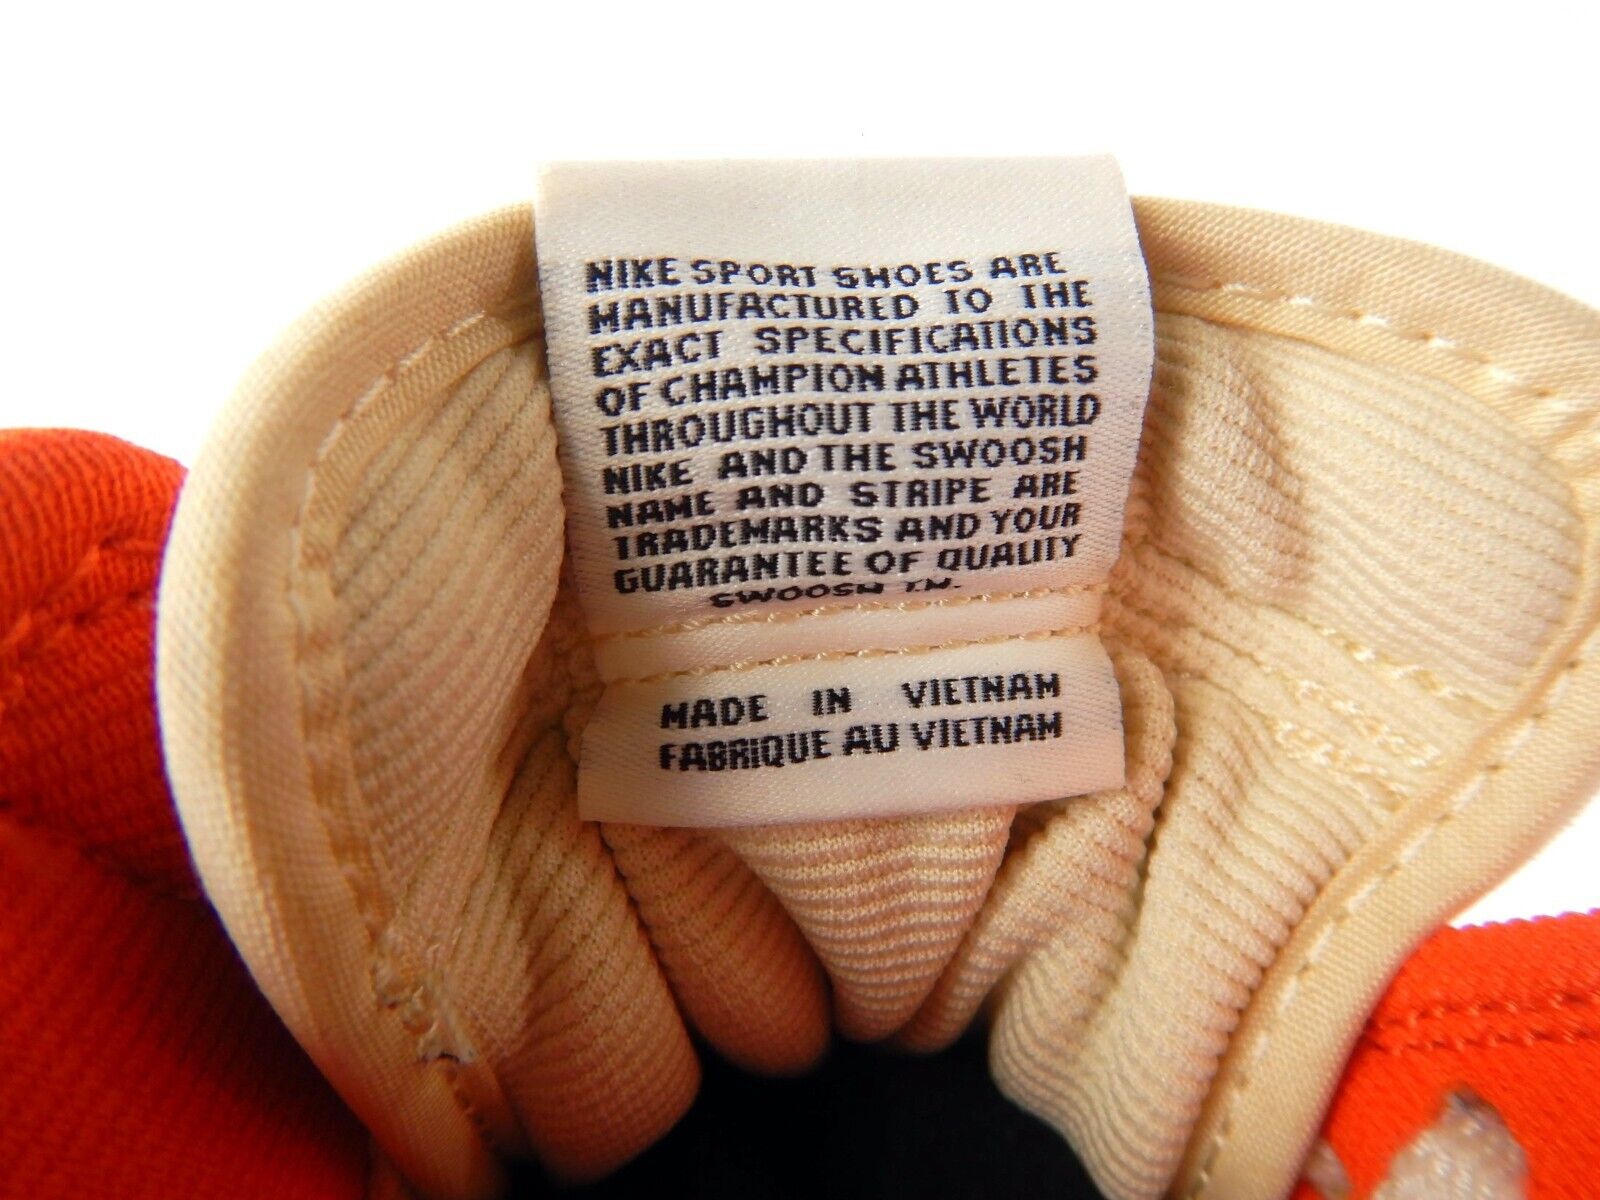 NIKE SPORT SHOES ARE
MANUFACTURED TO THE
EXACT SPECIFICATIONS
OF CHAMPION ATHLETES
THROUGHOUT THE WORLD
NIKE AND THE SWOOSH
NAME AND STRIPE ARE
TRADEMARKS AND YOUR
GUARANTEE OF QUALITY
SWOOSH T.M.
MADE IN VIETNAM
FABRIQUE AU VIETNAM